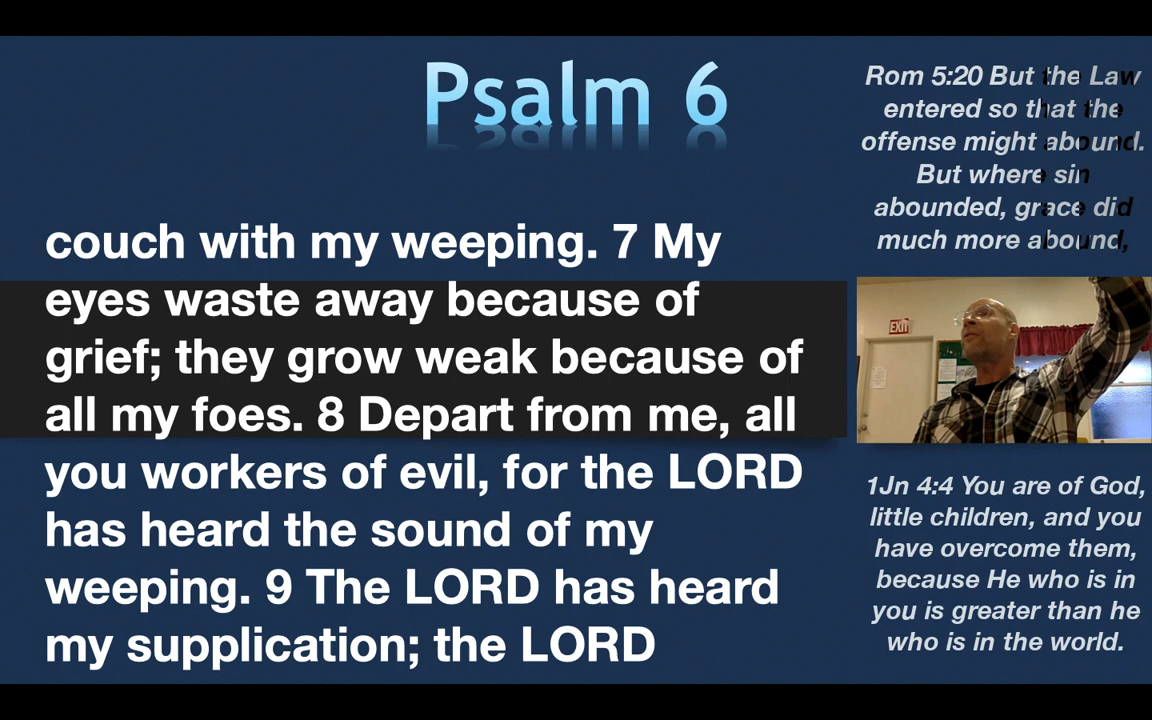 Psalm 6
couch with my weeping. 7 My
eyes waste away because of
grief; they grow weak because of
all my foes. 8 Depart from me, all
you workers of evil, for the LORD
has heard the sound of my
weeping. 9 The LORD has heard
my supplication; the LORD
Rom 5:20 But the Law
entered so that the
offense might abound.
But where sin
abounded, grace did
much more abound,
EXIT
1Jn 4:4 You are of God,
little children, and you
have overcome them,
because He who is in
you is greater than he
who is in the world.